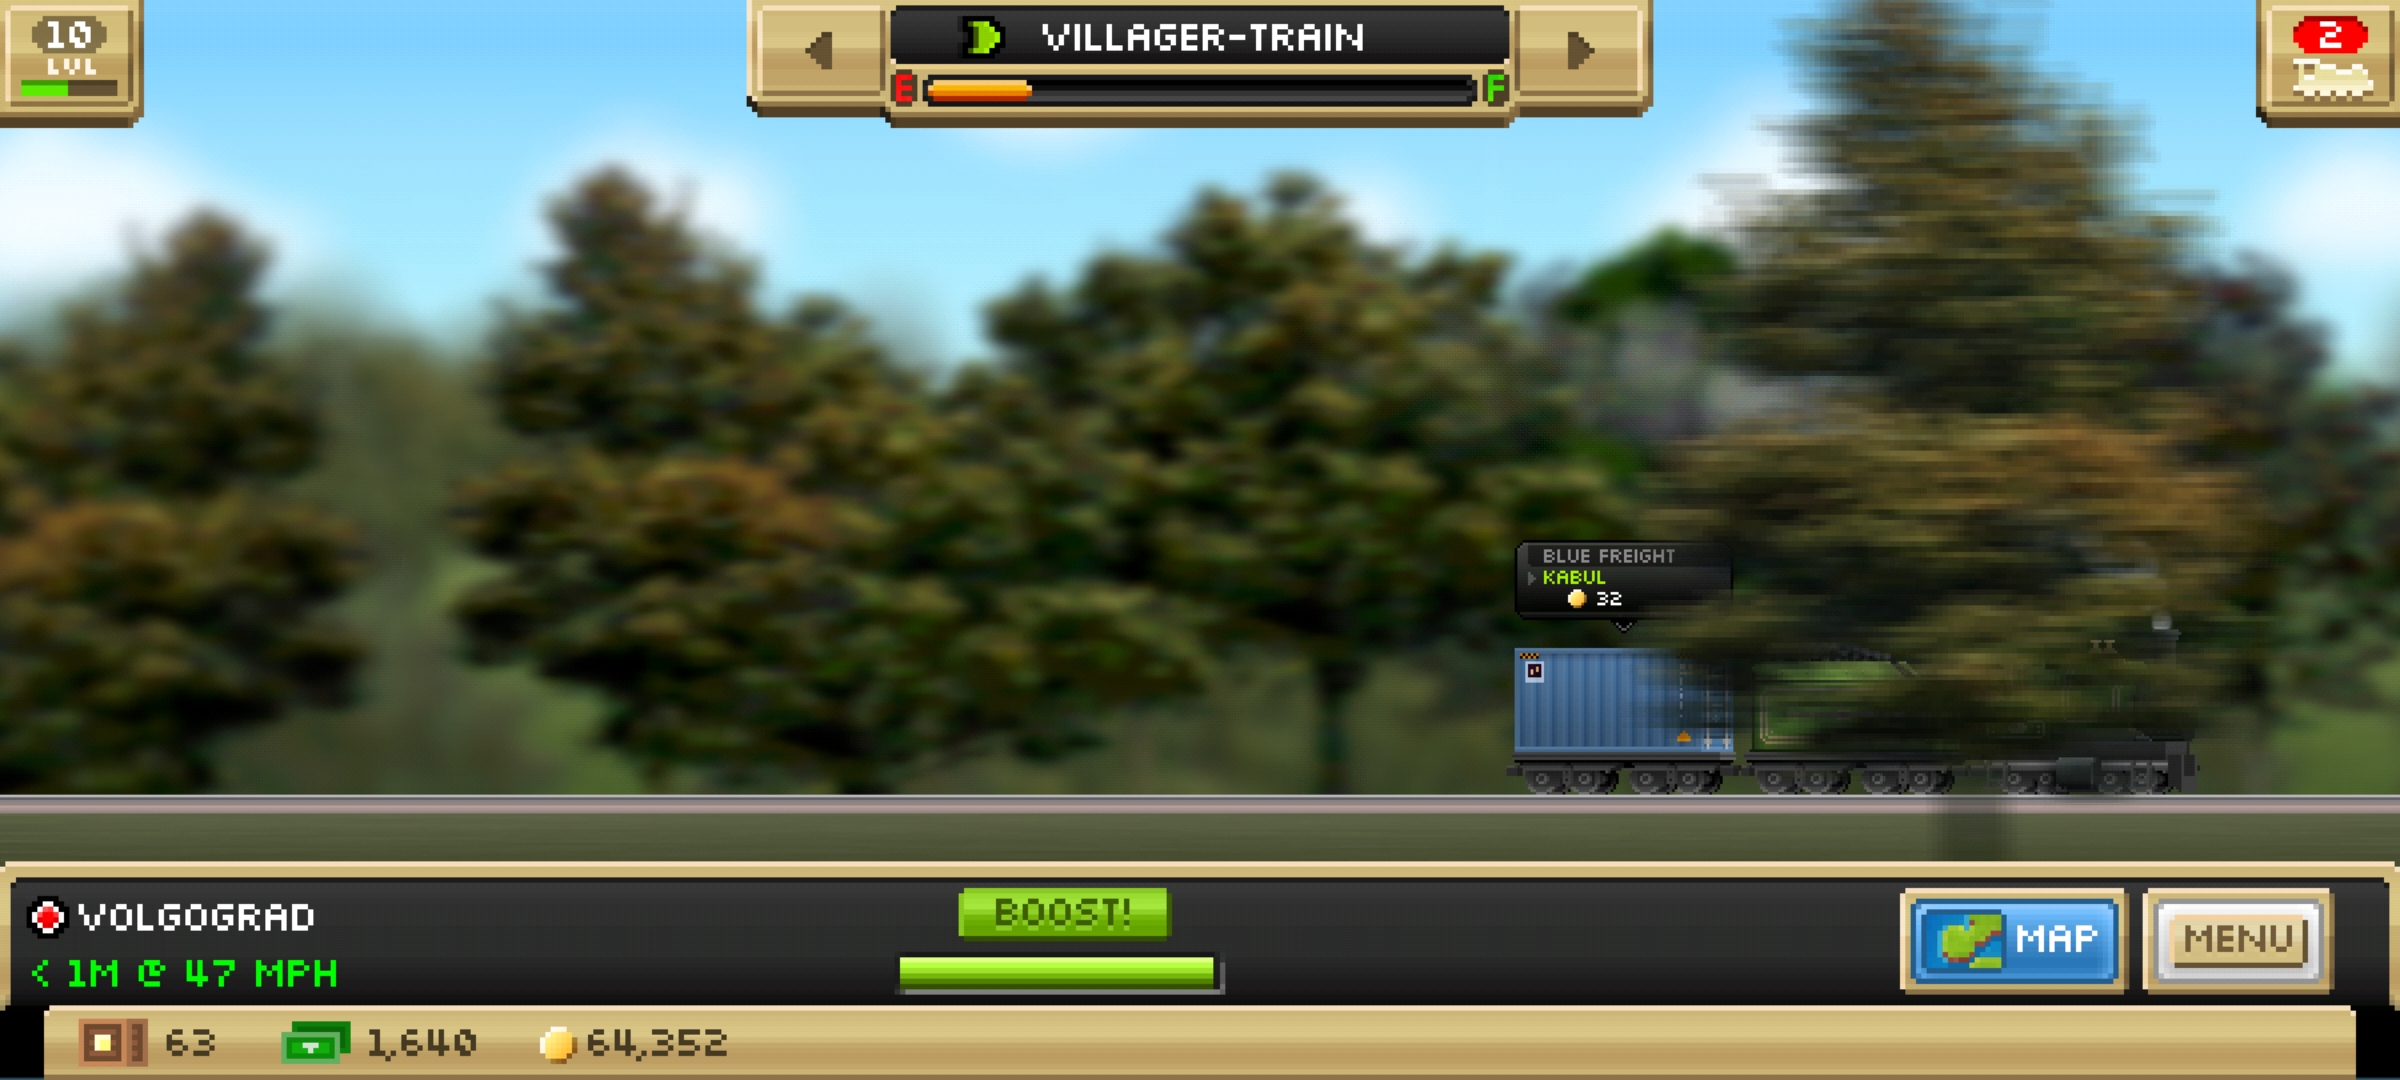 10
LVL
VILLAGER-TRAIN
E F
2
BLUE FREIGHT
KABUL
32
VOLGOGRAD
< 1M @ 47 MPH
BOOST!
MAP
MENU
63 1,640 64,352